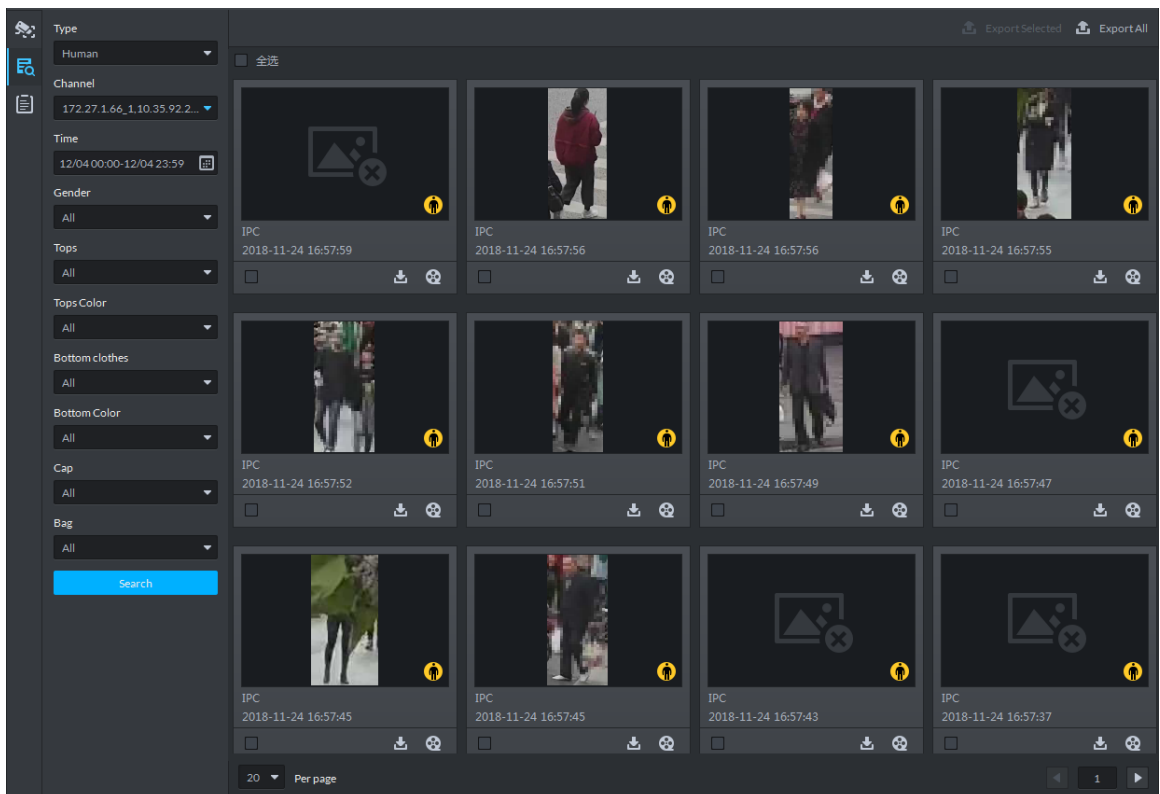 Type
Human
Channel
172.27.1.66_1,10.35.92.2...
Time
12/04 00:00-12/04 23:59
Gender
All
Tops
All
Tops Color
All
Bottom clothes
All
Bottom Color
All
Cap
All
Bag
All
Search
Export Selected Export All
全选
IPC IPC IPC IPC
2018-11-24 16:57:59 2018-11-24 16:57:56 2018-11-24 16:57:56 2018-11-24 16:57:55
IPC IPC IPC IPC
2018-11-24 16:57:52 2018-11-24 16:57:51 2018-11-24 16:57:49 2018-11-24 16:57:47
IPC IPC IPC IPC
2018-11-24 16:57:45 2018-11-24 16:57:45 2018-11-24 16:57:43 2018-11-24 16:57:37
20 Per page 1